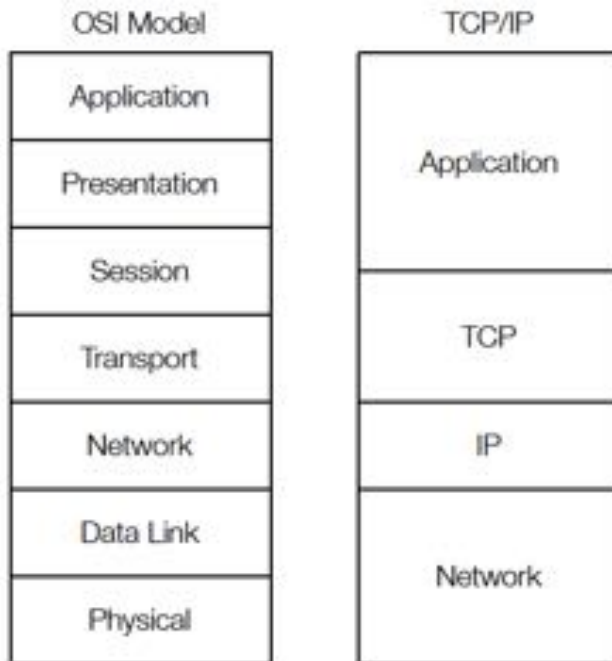 OSI Model
Application
Presentation
Session
Transport
Network
Data Link
Physical
TCP/IP
Application
TCP
IP
Network